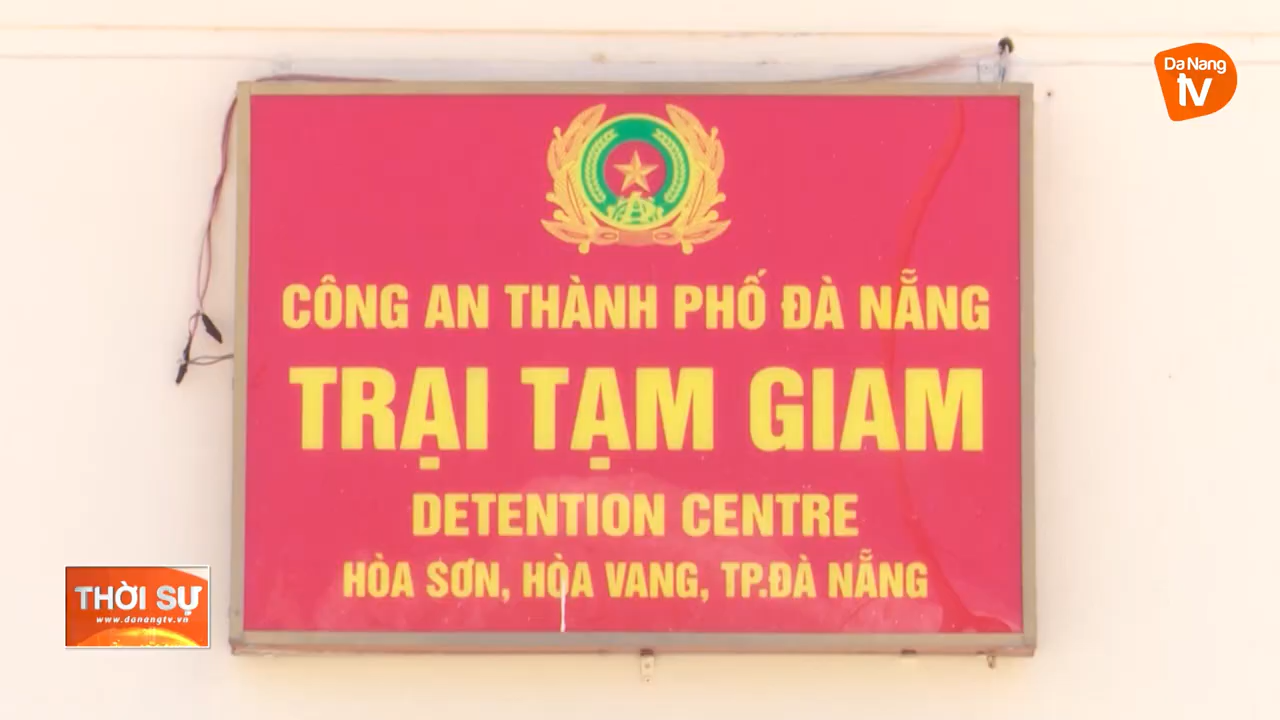 Da Nang
tv
CÔNG AN THÀNH PHỐ ĐÀ NẴNG
TRẠI TẠM GIAM
DETENTION CENTRE
HÒA SƠN, HÒA VANG, TP.ĐÀ NẴNG
THỜI SỰ
www.danangtv.vn